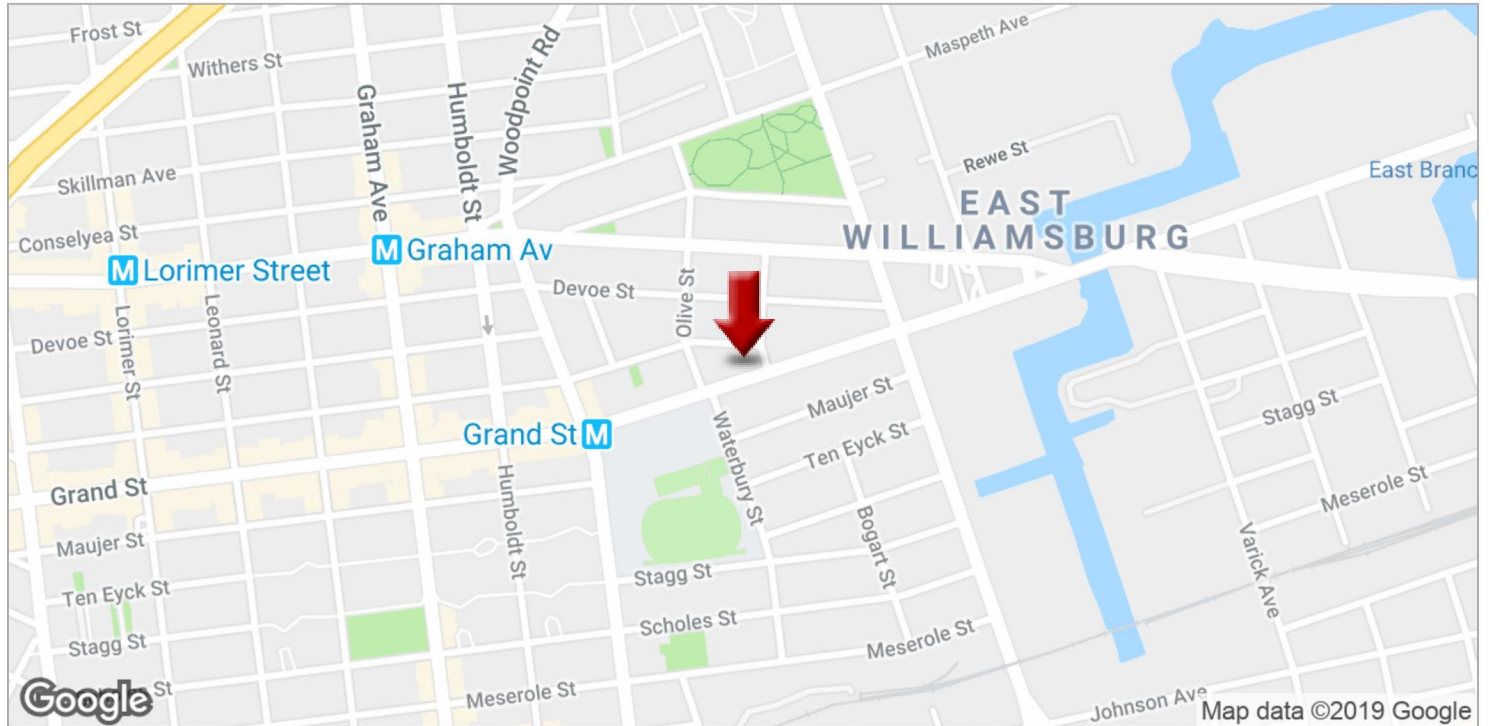 Frost St
Withers St
Woodpoint Rd
Maspeth Ave
Graham Ave
Humboldt St
Skillman Ave
Rewe St
East Branc
EAST
WILLIAMSBURG
Conselyea St
Graham Av
Lorimer Street
Devoe St
Olive St
Leonard St
Lorimer St
Devoe St
Maujer St
Stagg St
Grand St
Waterbury St
Ten Eyck St
Grand St
Humboldt St
Meserole St
Bogart St
Varick Ave
Maujer St
Stagg St
Ten Eyck St
Scholes St
Stagg St
Meserole St
Meserole St
Johnson Ave
St
Google
Map data ©2019 Google